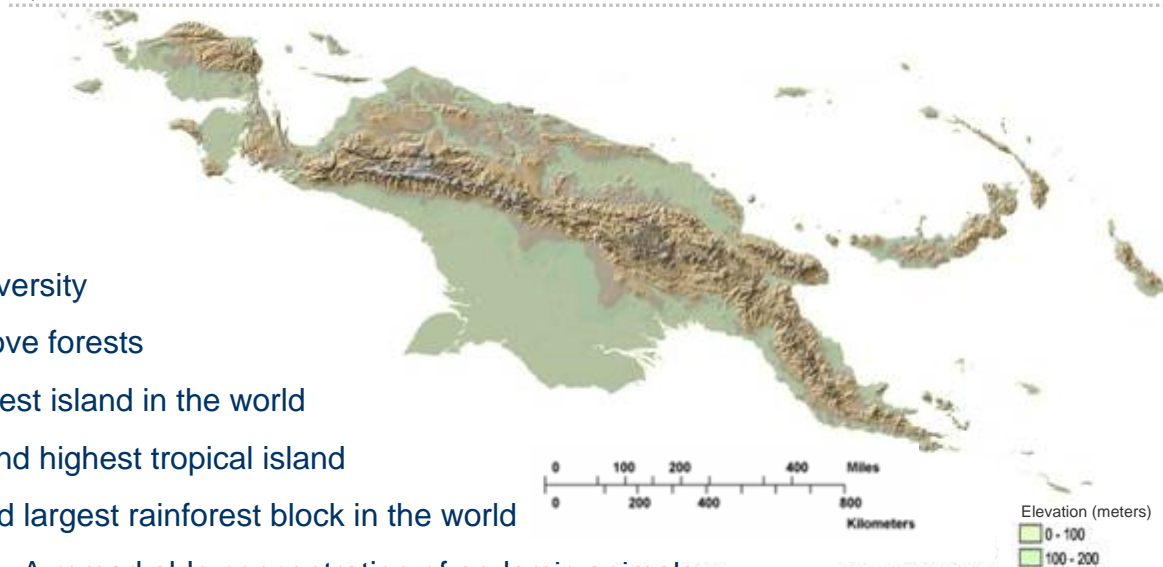 versity
ove forests
est island in the world
nd highest tropical island
d largest rainforest block in the world
0 100 200 400 Miles
0 200 400 800
Kilometers
Elevation (meters)
0 - 100
100 - 200